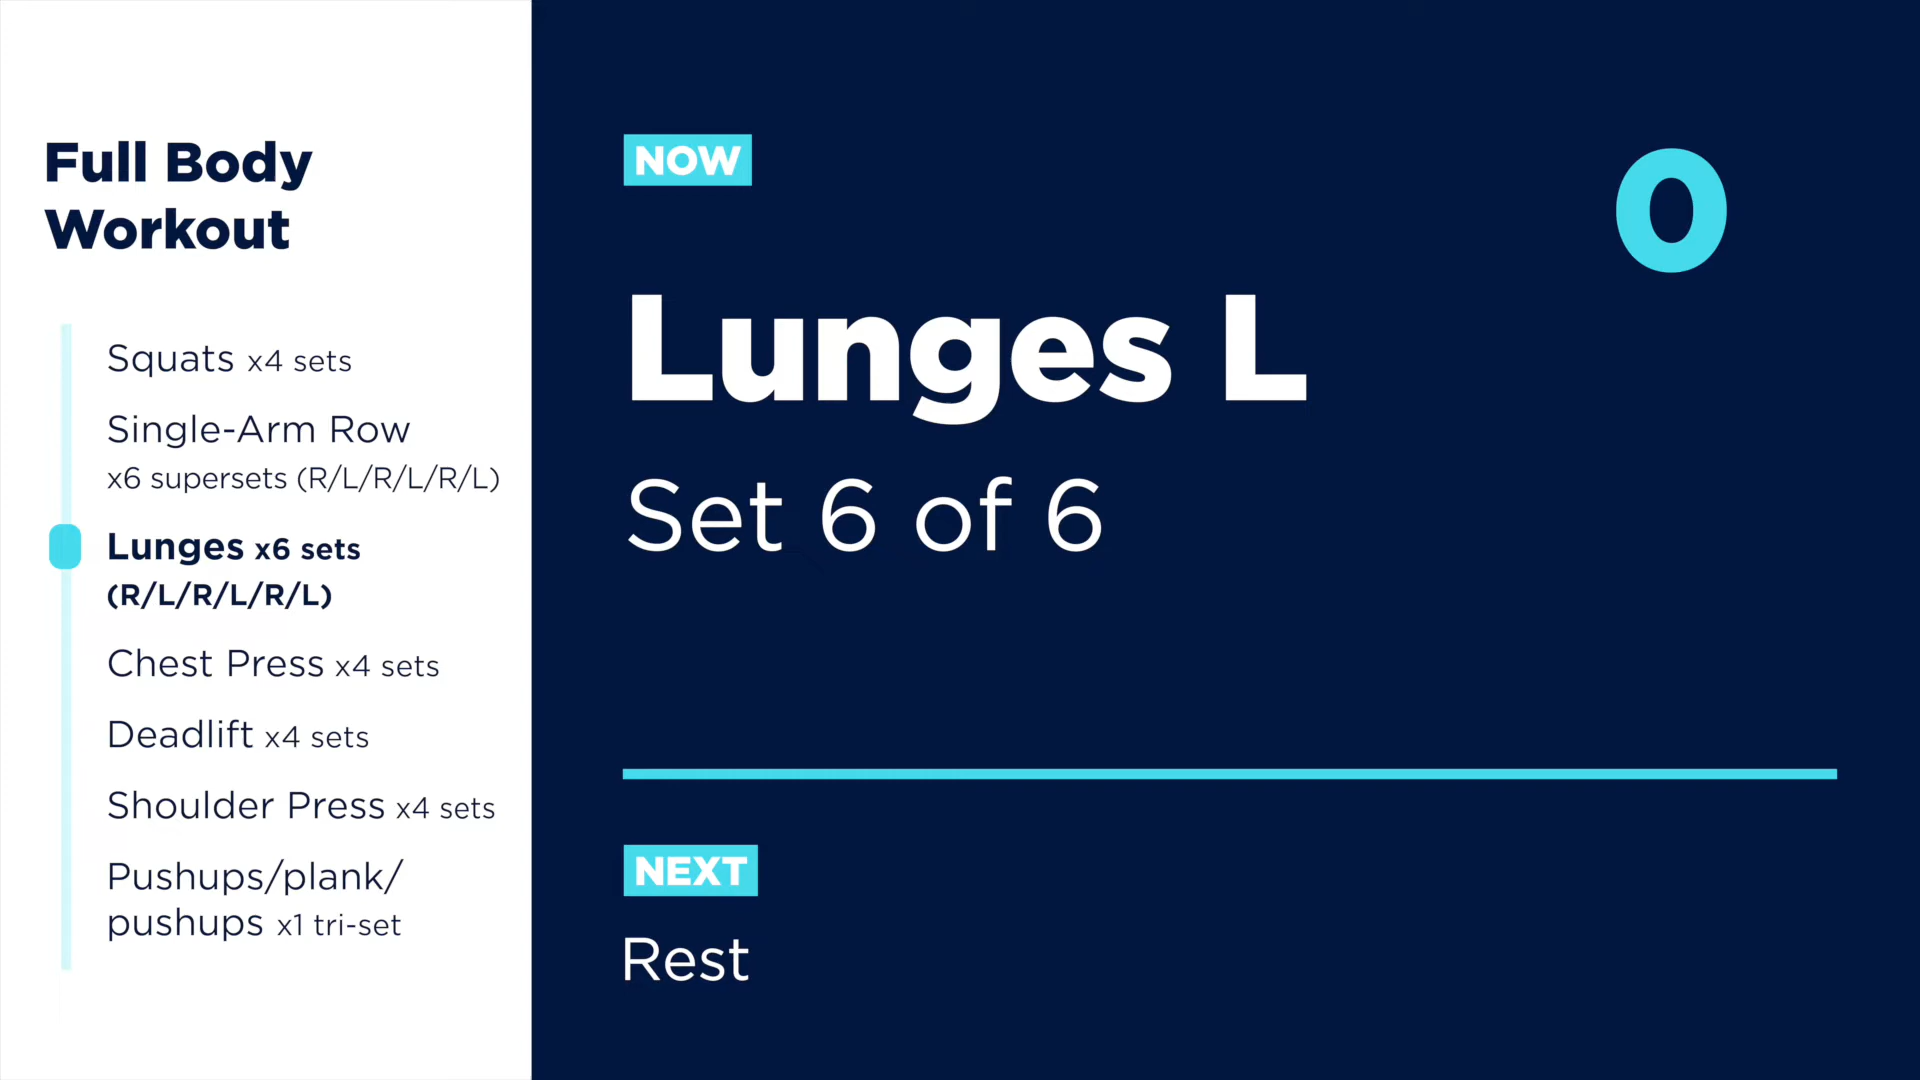 Full Body
Workout
Squats x4 sets
Single-Arm Row
x6 supersets (R/L/R/L/R/L)
Lunges x6 sets
(R/L/R/L/R/L)
Chest Press x4 sets
Deadlift x4 sets
Shoulder Press x4 sets
Pushups/plank/
pushups x1 tri-set
NOW
0
Lunges L
Set 6 of 6
NEXT
Rest